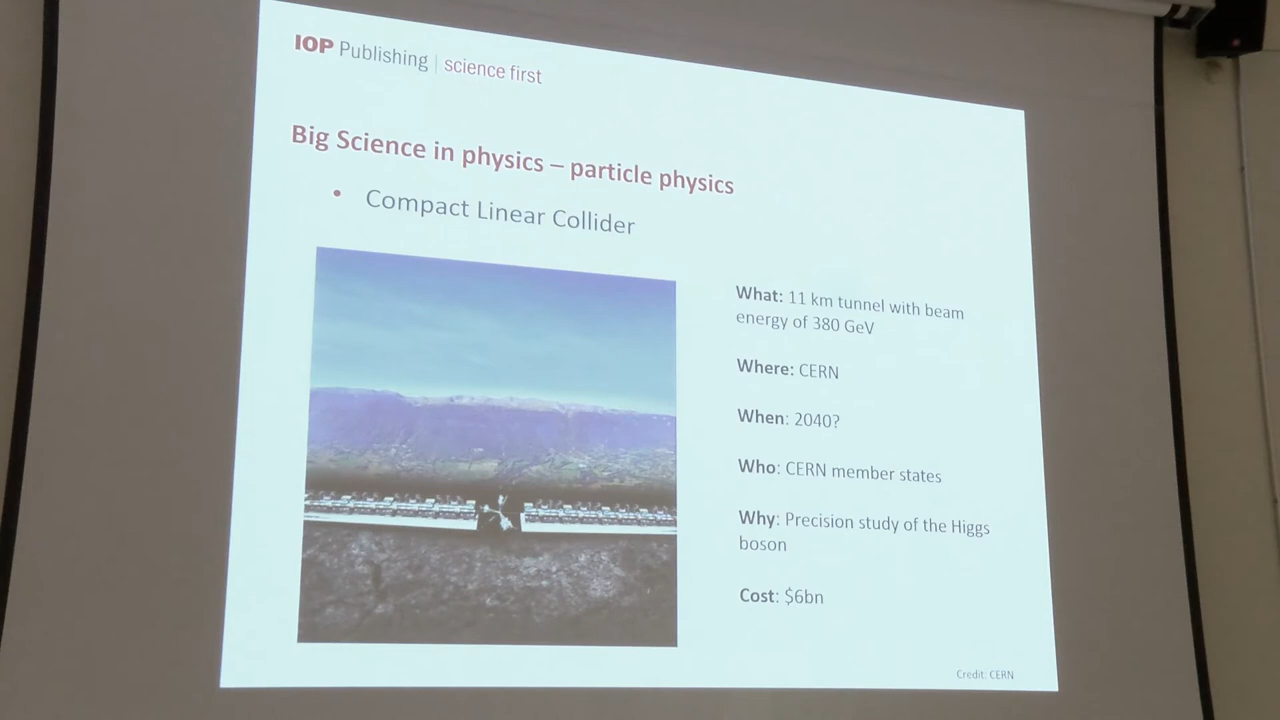 IOP Publishing | science first
Big Science in physics – particle physics
• Compact Linear Collider
What: 11 km tunnel with beam
energy of 380 GeV
Where: CERN
When: 2040?
Who: CERN member states
Why: Precision study of the Higgs
boson
Cost: $6bn
Credit: CERN